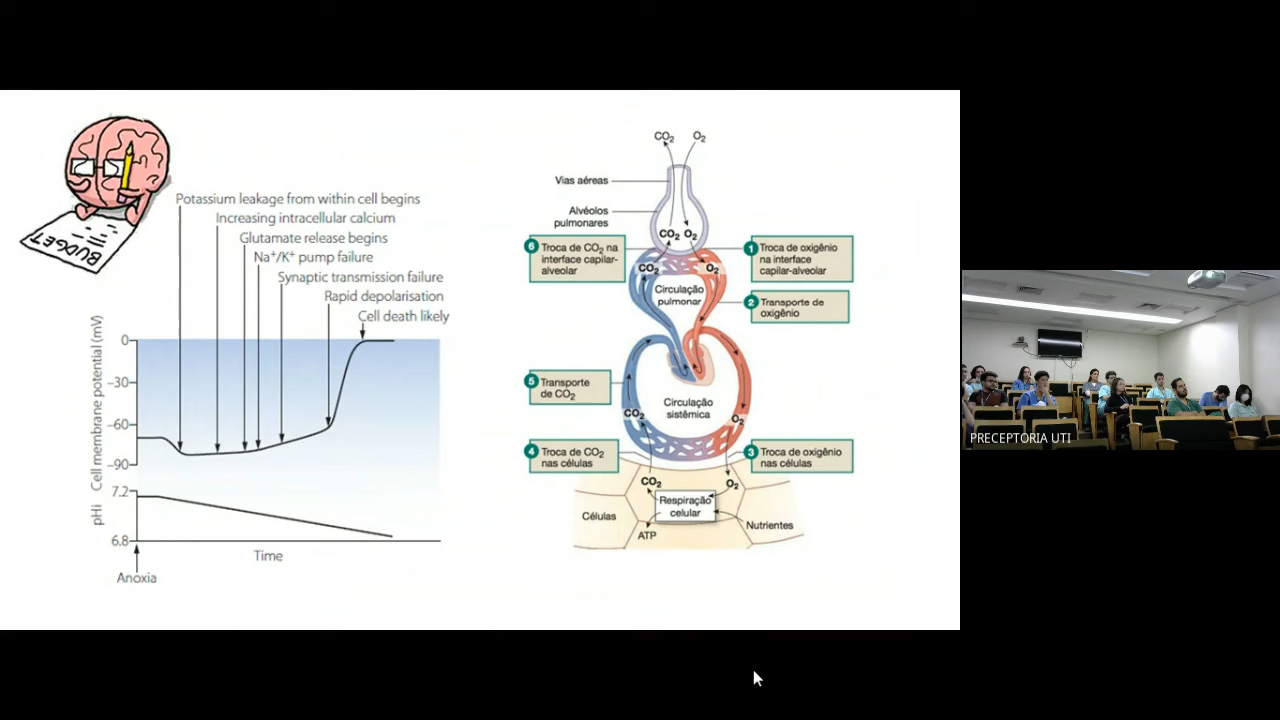 BUDGET
Potassium leakage from within cell begins
Increasing intracellular calcium
Glutamate release begins
Na⁺/K⁺ pump failure
Synaptic transmission failure
Rapid depolarisation
Cell death likely
Cell membrane potential (mV)
0
–30
–60
–90
pHi
7.2
6.8
Time
Anoxia
CO₂
O₂
Vias aéreas
Alvéolos
pulmonares
CO₂
O₂
6 Troca de CO₂ na
interface capilar-
alveolar
1 Troca de oxigênio
na interface
capilar-alveolar
CO₂
O₂
Circulação
pulmonar
2 Transporte de
oxigênio
5 Transporte
de CO₂
Circulação
sistêmica
CO₂
O₂
4 Troca de CO₂
nas células
3 Troca de oxigênio
nas células
CO₂
O₂
Respiração
celular
Células
ATP
Nutrientes
PRECEPTORIA UTI